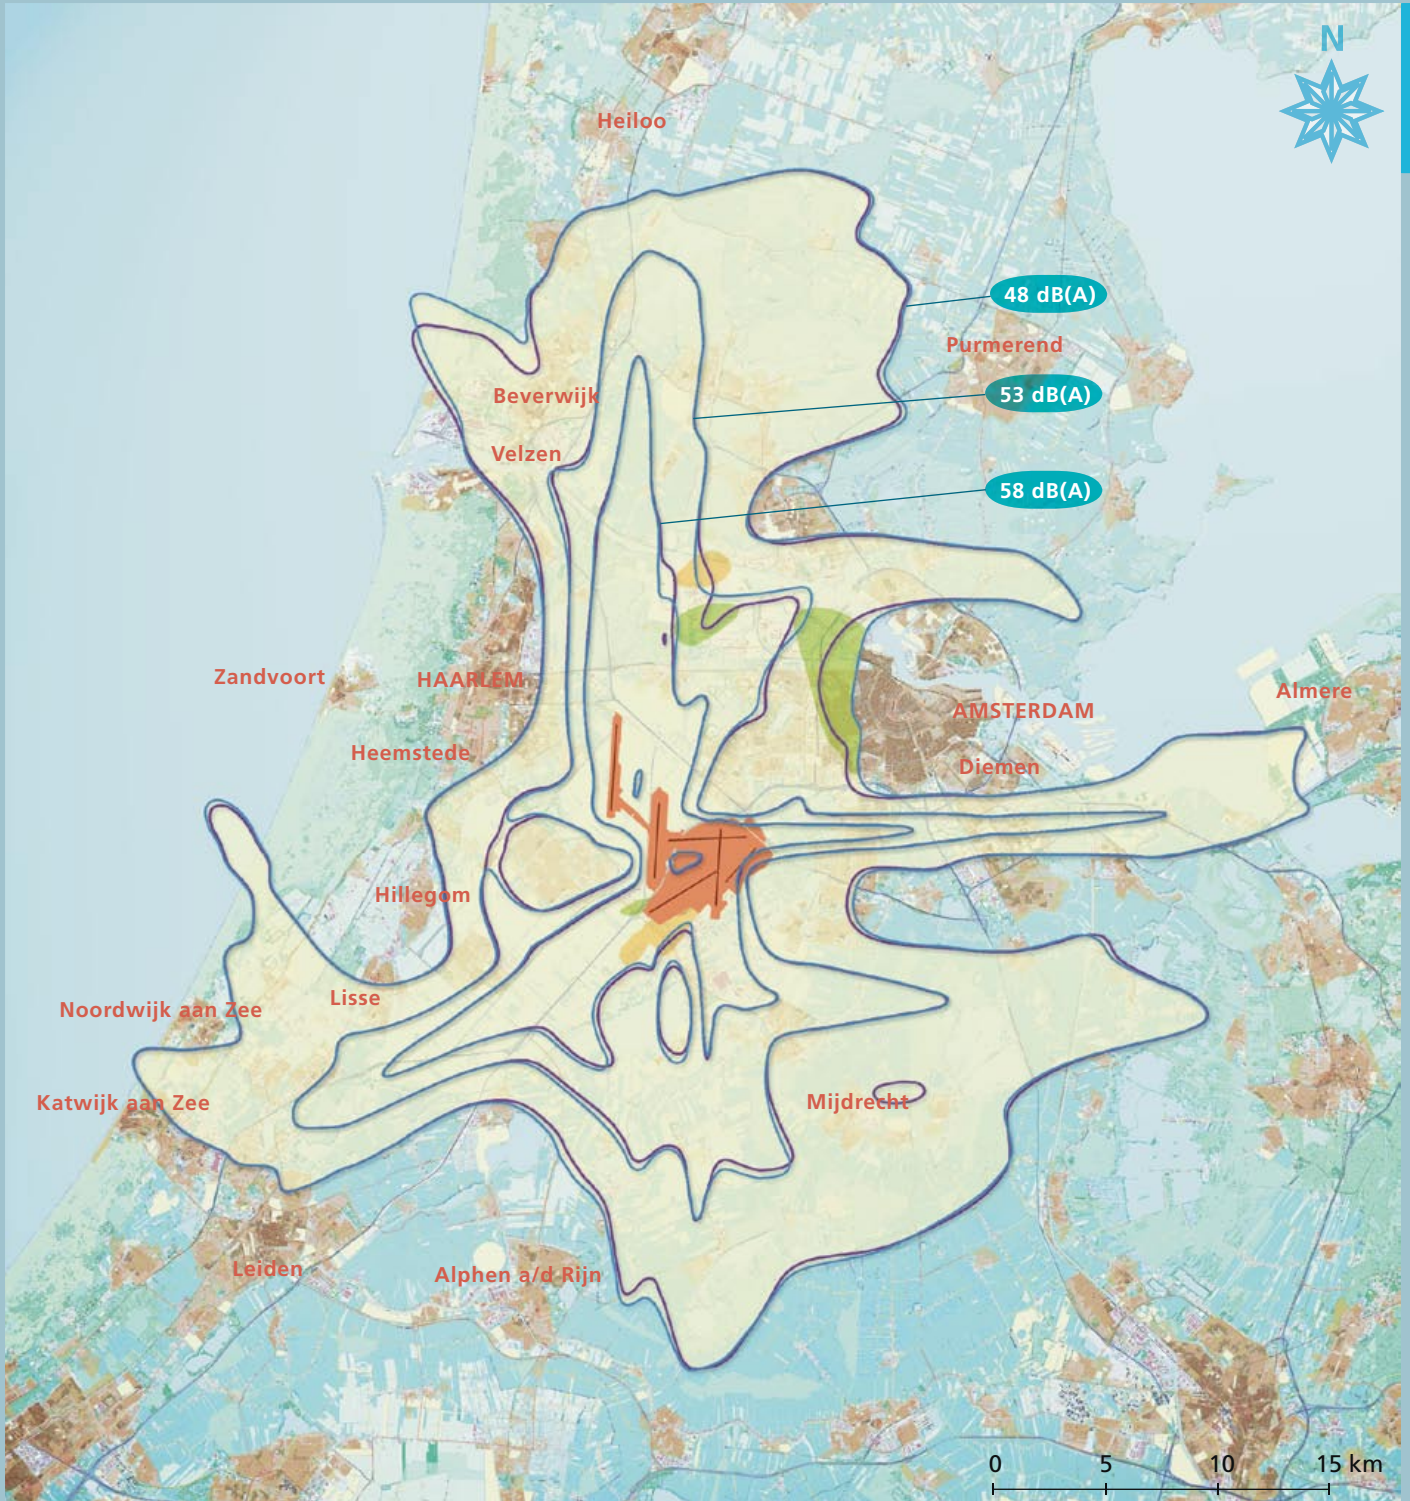 N
Heiloo
48 dB(A)
Purmerend
53 dB(A)
Beverwijk
Velzen
58 dB(A)
Zandvoort
HAARLEM
Almere
AMSTERDAM
Heemstede
Diemen
Hillegom
Lisse
Noordwijk aan Zee
Katwijk aan Zee
Mijdrecht
Leiden
Alphen a/d Rijn
0 5 10 15 km